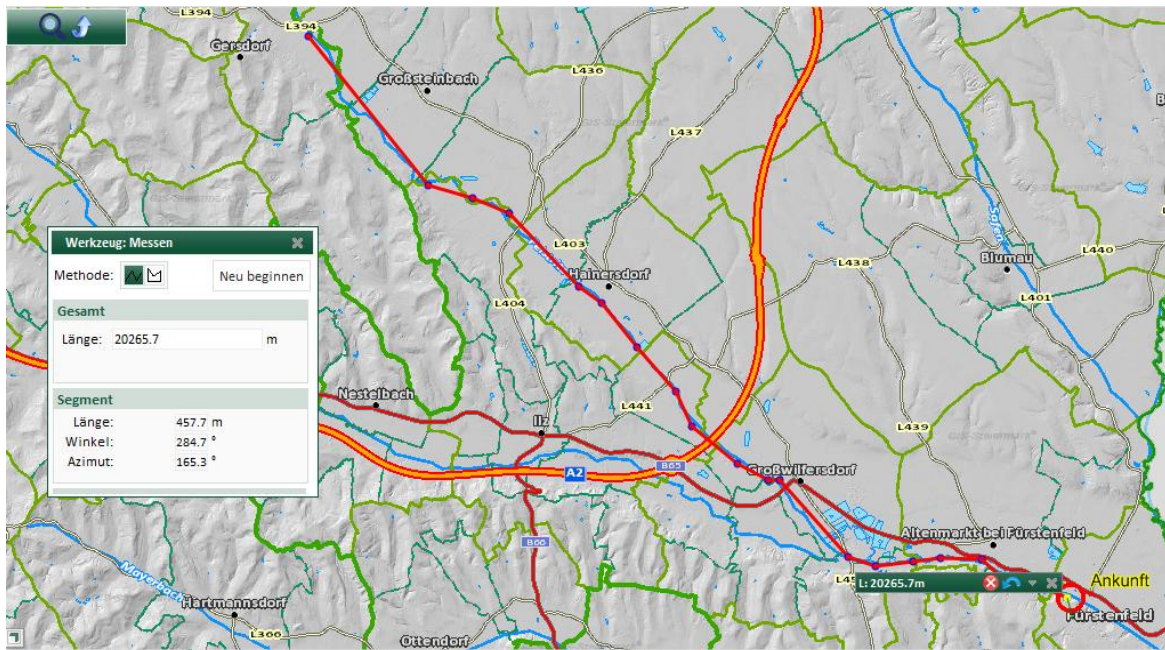 L394
L394
Gersdorf
L436
Großsteinbach
L437
Werkzeug: Messen
Methode:
Neu beginnen
Gesamt
Länge: 20265.7 m
Segment
Länge: 457.7 m
Winkel: 284.7 °
Azimut: 165.3 °
L403
Hainersdorf
L404
L438
Safen
Blumau
L440
L401
Nestelbach
Ilz
L441
L439
A2
B65
Großwilfersdorf
B66
Altenmarkt bei Fürstenfeld
L: 20265.7m
Ankunft
Fürstenfeld
Mayerbach
Hartmannsdorf
L366
Ottendorf